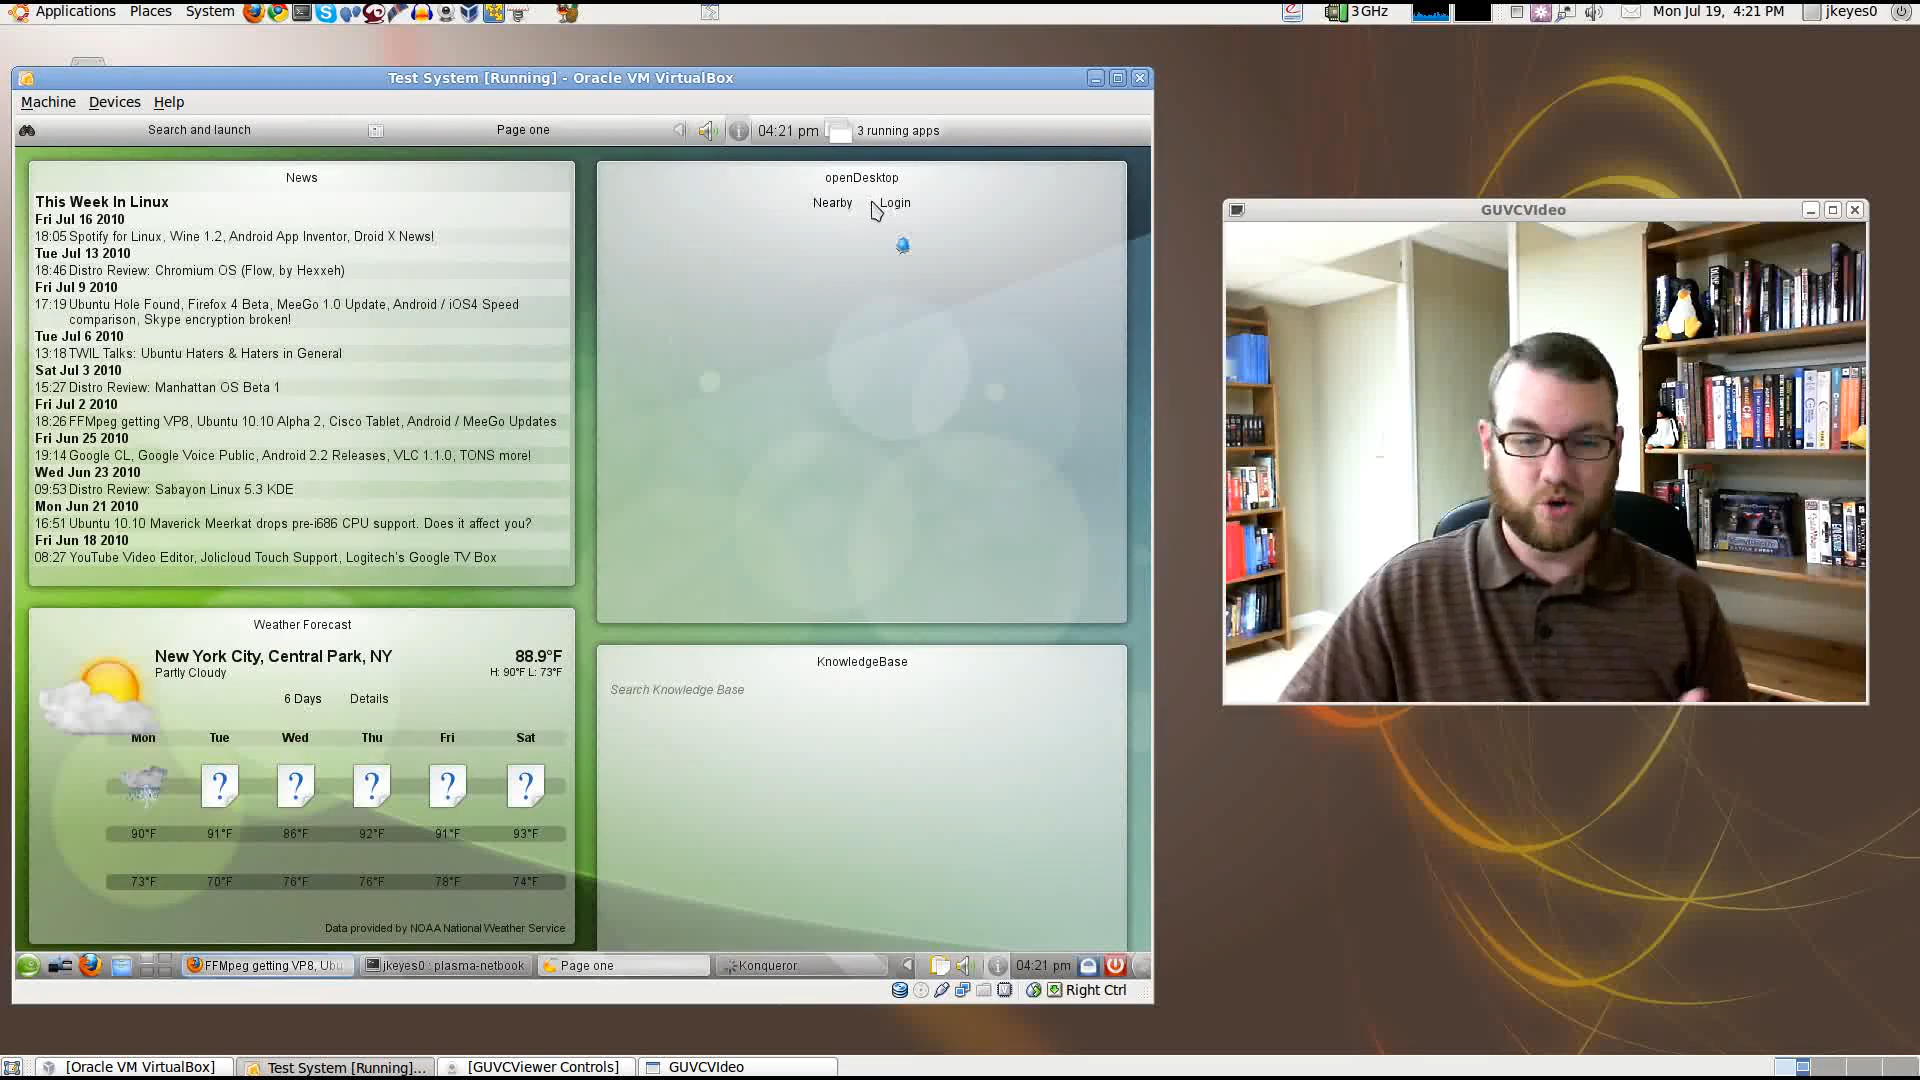 Applications Places System
3 GHz
Mon Jul 19, 4:21 PM
jkeyes0
Test System [Running] - Oracle VM VirtualBox
Machine Devices Help
Search and launch
Page one
04:21 pm
3 running apps
News
This Week In Linux
Fri Jul 16 2010
18:05 Spotify for Linux, Wine 1.2, Android App Inventor, Droid X News!
Tue Jul 13 2010
18:46 Distro Review: Chromium OS (Flow, by Hexxeh)
Fri Jul 9 2010
17:19 Ubuntu Hole Found, Firefox 4 Beta, MeeGo 1.0 Update, Android / iOS4 Speed
comparison, Skype encryption broken!
Tue Jul 6 2010
13:18 TWIL Talks: Ubuntu Haters & Haters in General
Sat Jul 3 2010
15:27 Distro Review: Manhattan OS Beta 1
Fri Jul 2 2010
18:26 FFMpeg getting VP8, Ubuntu 10.10 Alpha 2, Cisco Tablet, Android / MeeGo Updates
Fri Jun 25 2010
19:14 Google CL, Google Voice Public, Android 2.2 Releases, VLC 1.1.0, TONS more!
Wed Jun 23 2010
09:53 Distro Review: Sabayon Linux 5.3 KDE
Mon Jun 21 2010
16:51 Ubuntu 10.10 Maverick Meerkat drops pre-i686 CPU support. Does it affect you?
Fri Jun 18 2010
08:27 YouTube Video Editor, Jolicloud Touch Support, Logitech's Google TV Box
openDesktop
Nearby Login
GUVCVIdeo
Weather Forecast
New York City, Central Park, NY
88.9°F
Partly Cloudy
H: 90°F L: 73°F
6 Days Details
Mon Tue Wed Thu Fri Sat
? ? ? ? ?
90°F 91°F 86°F 92°F 91°F 93°F
73°F 70°F 76°F 76°F 78°F 74°F
Data provided by NOAA National Weather Service
KnowledgeBase
Search Knowledge Base
FFMpeg getting VP8, Ubu
jkeyes0 : plasma-netbook
Page one
Konqueror
04:21 pm
Right Ctrl
[Oracle VM VirtualBox]
Test System [Running]...
[GUVCViewer Controls]
GUVCVIdeo